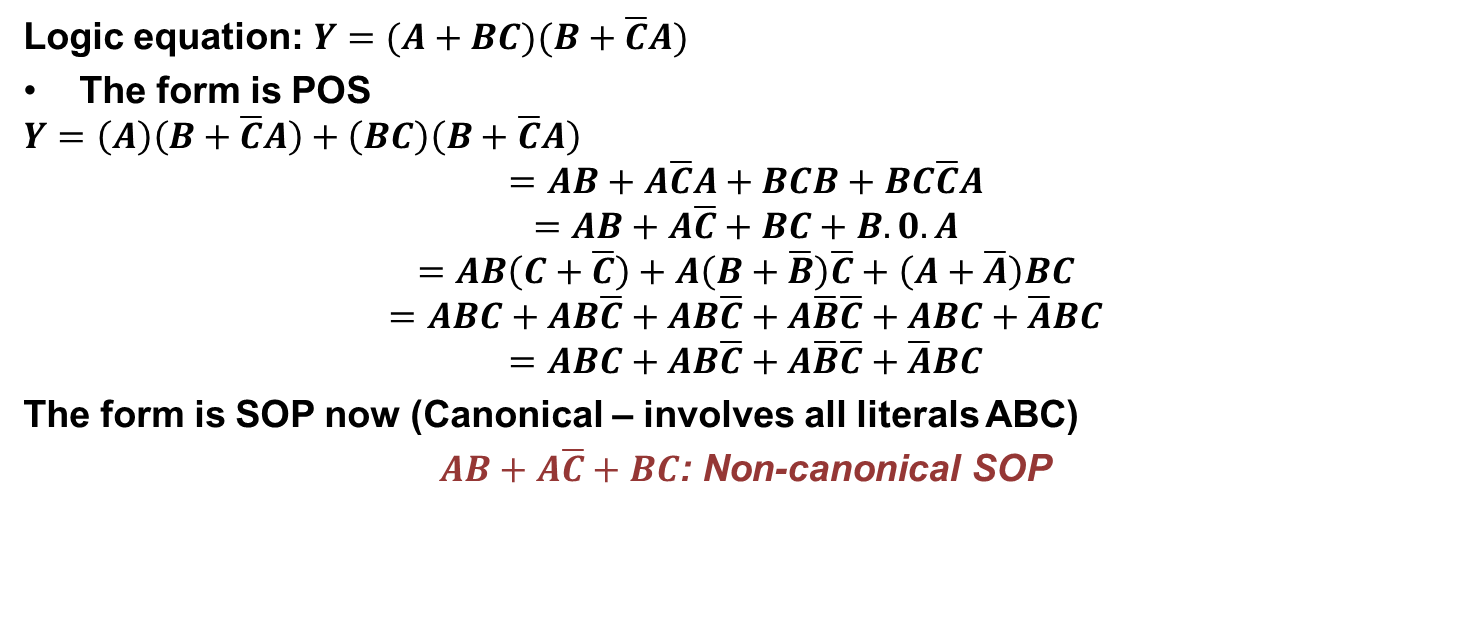 Logic equation: Y = (A + BC)(B + C̅A)
• The form is POS
Y = (A)(B + C̅A) + (BC)(B + C̅A)
= AB + AC̅A + BCB + BCC̅A
= AB + AC̅ + BC + B.0.A
= AB(C + C̅) + A(B + B̅)C̅ + (A + A̅)BC
= ABC + ABC̅ + ABC̅ + AB̅C̅ + ABC + A̅BC
= ABC + ABC̅ + AB̅C̅ + A̅BC
The form is SOP now (Canonical – involves all literals ABC)
AB + AC̅ + BC: Non-canonical SOP